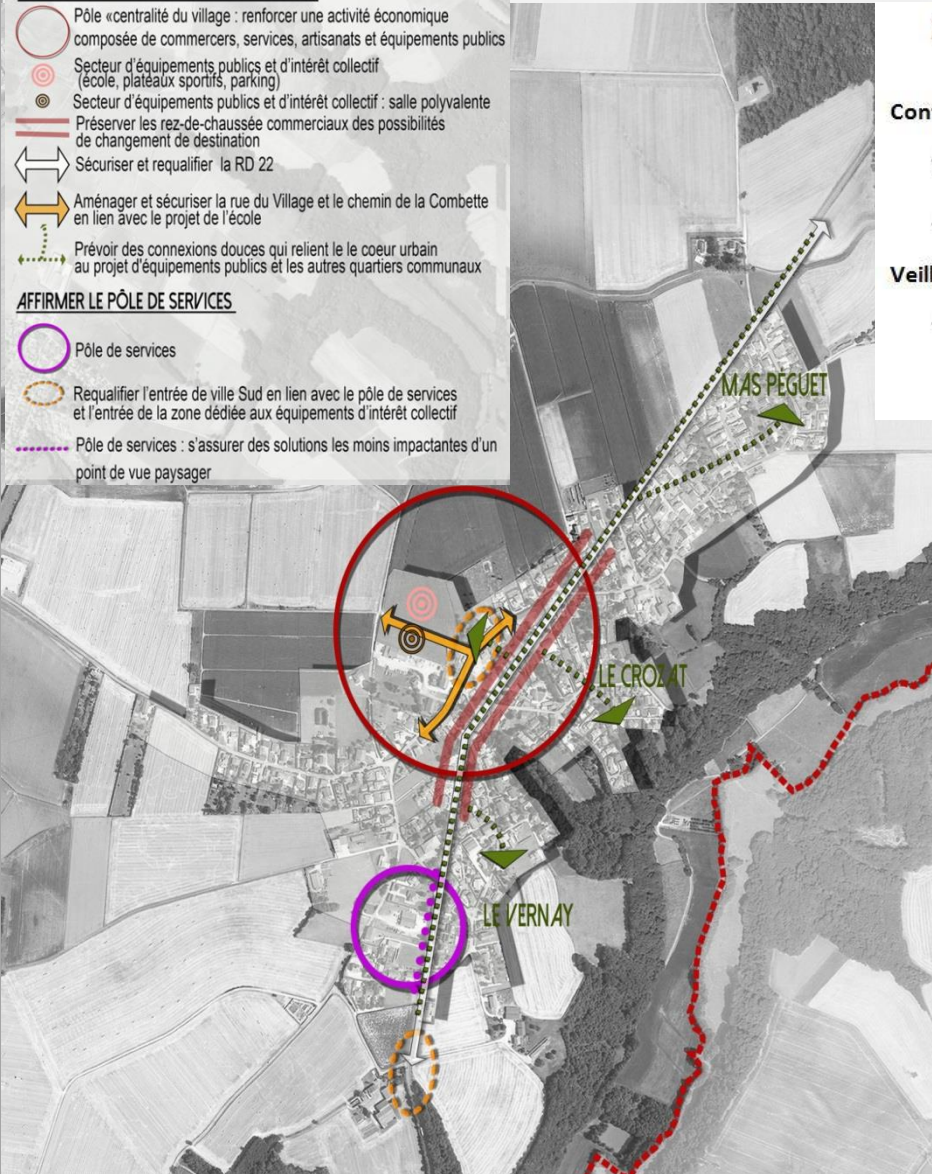 Pôle «centralité du village : renforcer une activité économique
composée de commercers, services, artisanats et équipements publics
Secteur d'équipements publics et d'intérêt collectif
(école, plateaux sportifs, parking)
Secteur d'équipements publics et d'intérêt collectif : salle polyvalente
Préserver les rez-de-chaussée commerciaux des possibilités
de changement de destination
Sécuriser et requalifier la RD 22
Aménager et sécuriser la rue du Village et le chemin de la Combette
en lien avec le projet de l'école
Prévoir des connexions douces qui relient le le coeur urbain
au projet d'équipements publics et les autres quartiers communaux
AFFIRMER LE PÔLE DE SERVICES
Pôle de services
Requalifier l'entrée de ville Sud en lien avec le pôle de services
et l'entrée de la zone dédiée aux équipements d'intérêt collectif
Pôle de services : s'assurer des solutions les moins impactantes d'un
point de vue paysager
Con
Veill
MAS PEGUET
LE CROZAT
LE VERNAY